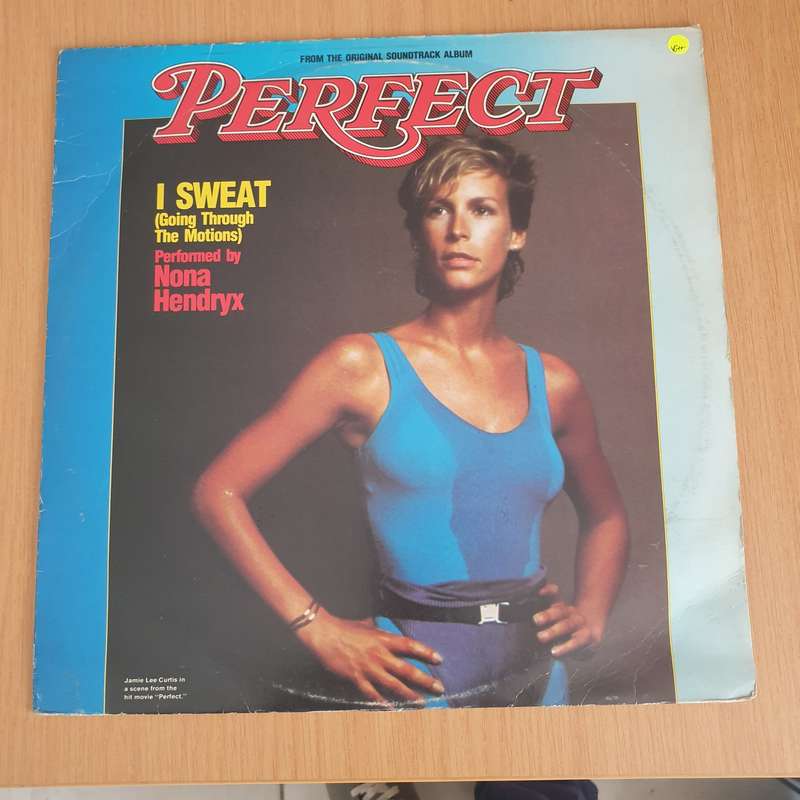 FROM THE ORIGINAL SOUNDTRACK ALBUM
PERFECT
I SWEAT
(Going Through
The Motions)
Performed by
Nona
Hendryx
Jamie Lee Curtis in
a scene from the
hit movie "Perfect."